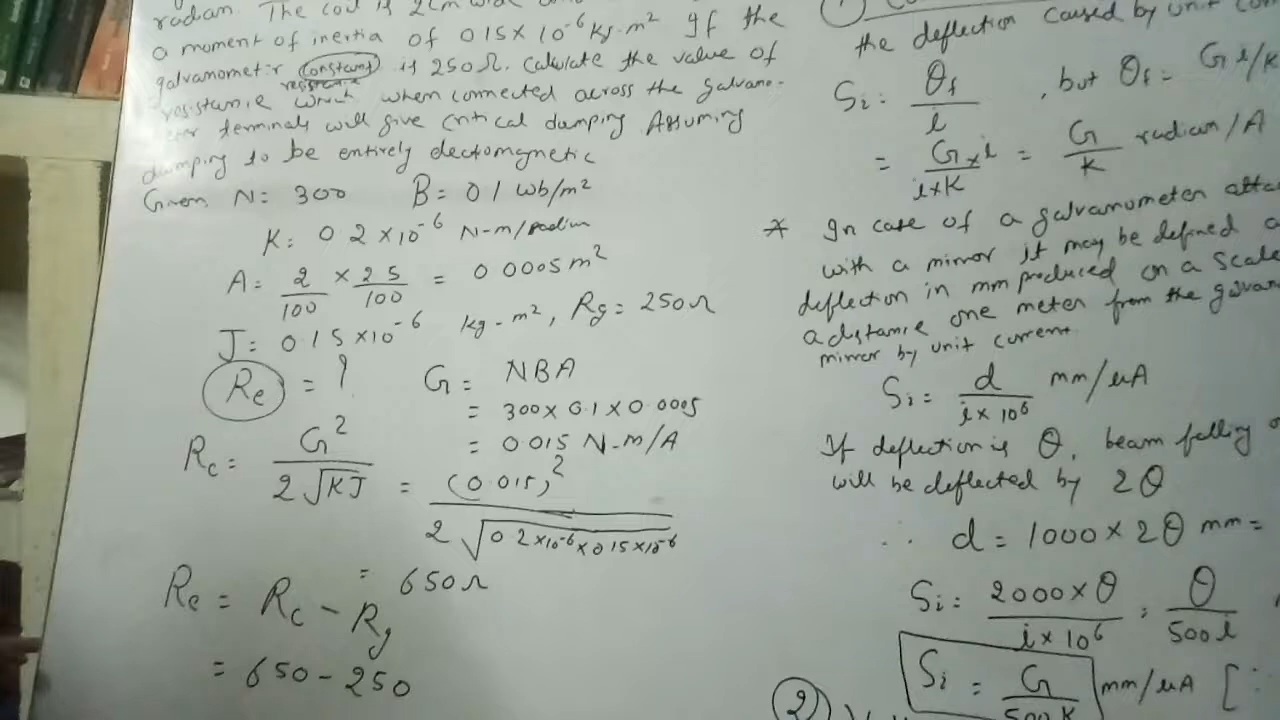 radian. The coil is 2cm wide
a moment of inertia of 0.15×10⁻⁶ kg-m² If the
galvanometer constant is 250Ω. Calculate the value of
resistance
resistance which when connected across the galvano-
terminals will give critical damping Assuming
damping to be entirely electomagnetic
Given, N = 300 B = 0.1 wb/m²
K = 0.2×10⁻⁶ N-m/radian
A = 2/100 × 2.5/100 = 0.0005 m²
J = 0.15×10⁻⁶ kg-m², Rg = 250Ω
Re = ? G = NBA
= 300×0.1×0.0005
= 0.015 N-m/A
Rc = G²/2√KJ = (0.015)²/2√0.2×10⁻⁶×0.15×10⁻⁶
= 650Ω
Re = Rc - Rg
= 650-250
the deflection caused by unit
Si = θf/i, but θf = Gi/K
= G×i/i×K = G/K radian/A
* In case of a galvanometer
with a mirror it may be defined
deflection in mm produced on a scale
a distance one meter from the
mirror by unit current.
Si = d/i×10⁶ mm/μA
If deflection is θ, beam falling
will be deflected by 2θ
∴ d = 1000×2θ mm =
Si = 2000×θ/i×10⁶ = θ/500i
Si = G/500K mm/μA [∵
2)